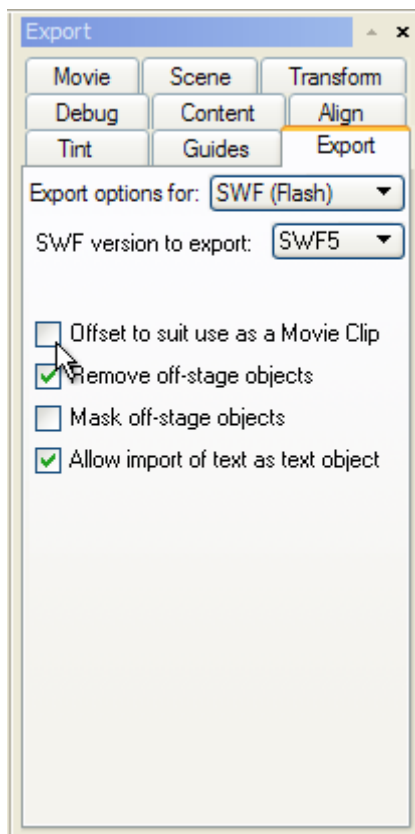 Export
Movie Scene Transform
Debug Content Align
Tint Guides Export
Export options for: SWF (Flash)
SWF version to export: SWF5
Offset to suit use as a Movie Clip
Remove off-stage objects
Mask off-stage objects
Allow import of text as text object